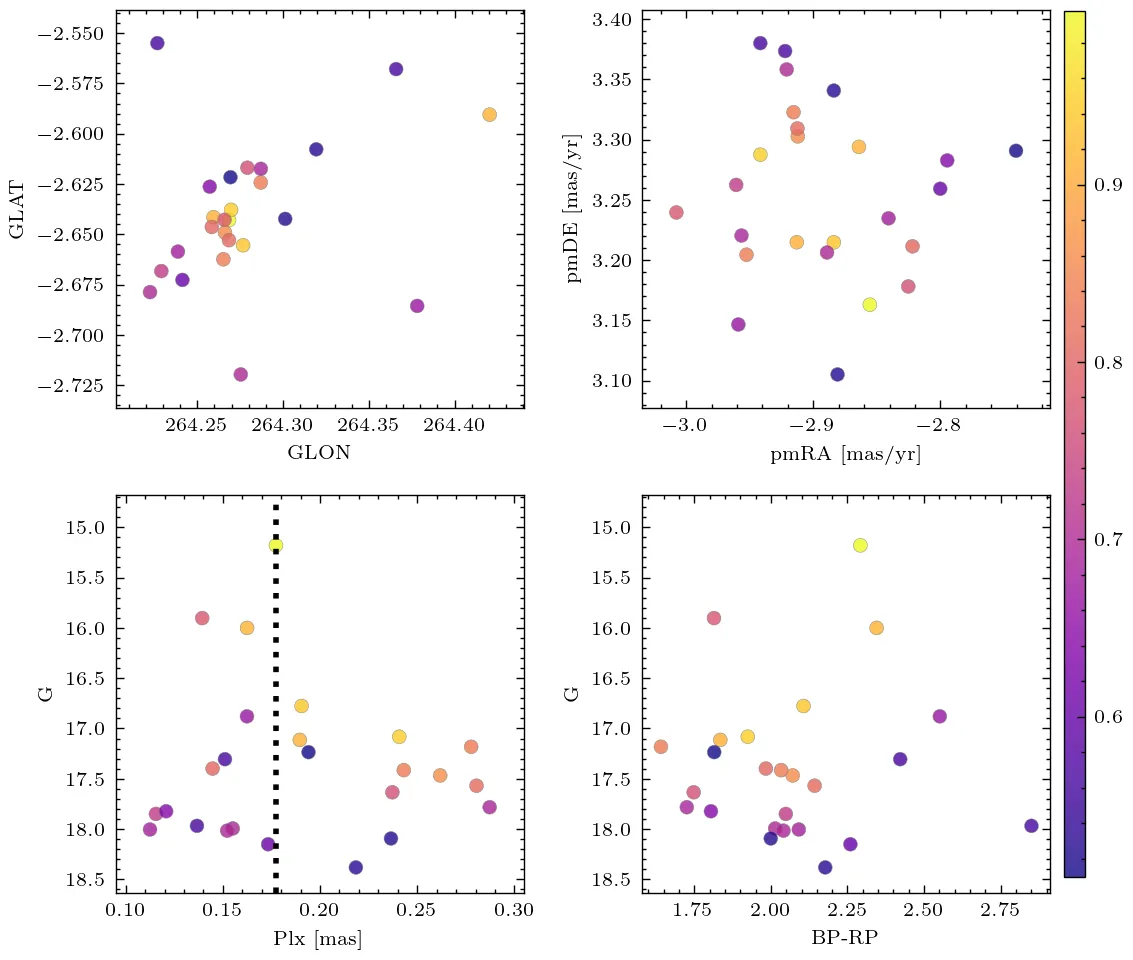 −2.550
−2.575
−2.600
−2.625
−2.650
−2.675
−2.700
−2.725
GLAT
264.25 264.30 264.35 264.40
GLON
3.40
3.35
3.30
3.25
3.20
3.15
3.10
pmDE [mas/yr]
−3.0 −2.9 −2.8
pmRA [mas/yr]
0.9
0.8
0.7
0.6
15.0
15.5
16.0
16.5
17.0
17.5
18.0
18.5
G
0.10 0.15 0.20 0.25 0.30
Plx [mas]
15.0
15.5
16.0
16.5
17.0
17.5
18.0
18.5
G
1.75 2.00 2.25 2.50 2.75
BP-RP